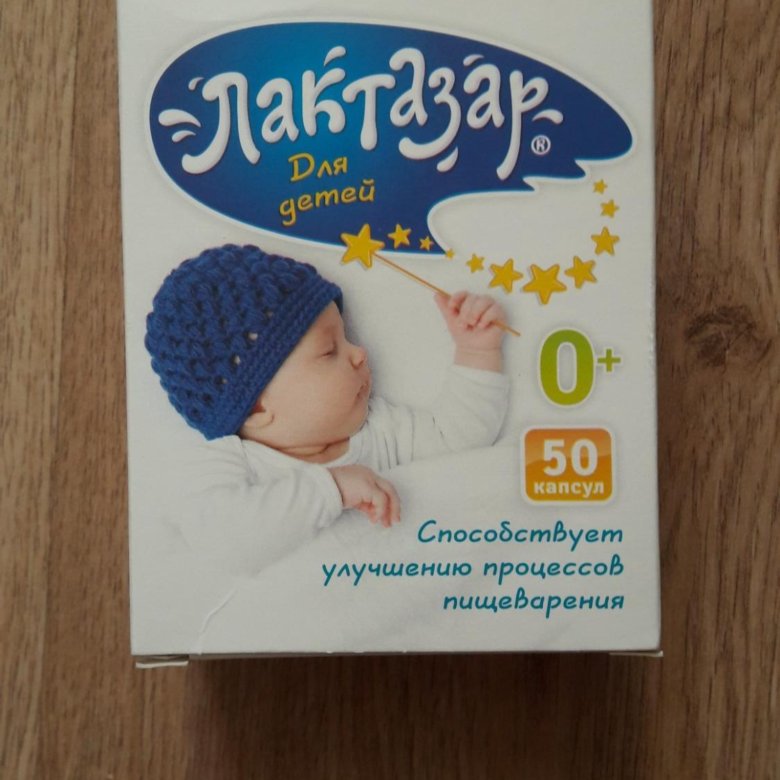 Лактазар®
Для
детей
0+
50
капсул
Способствует
улучшению процессов
пищеварения